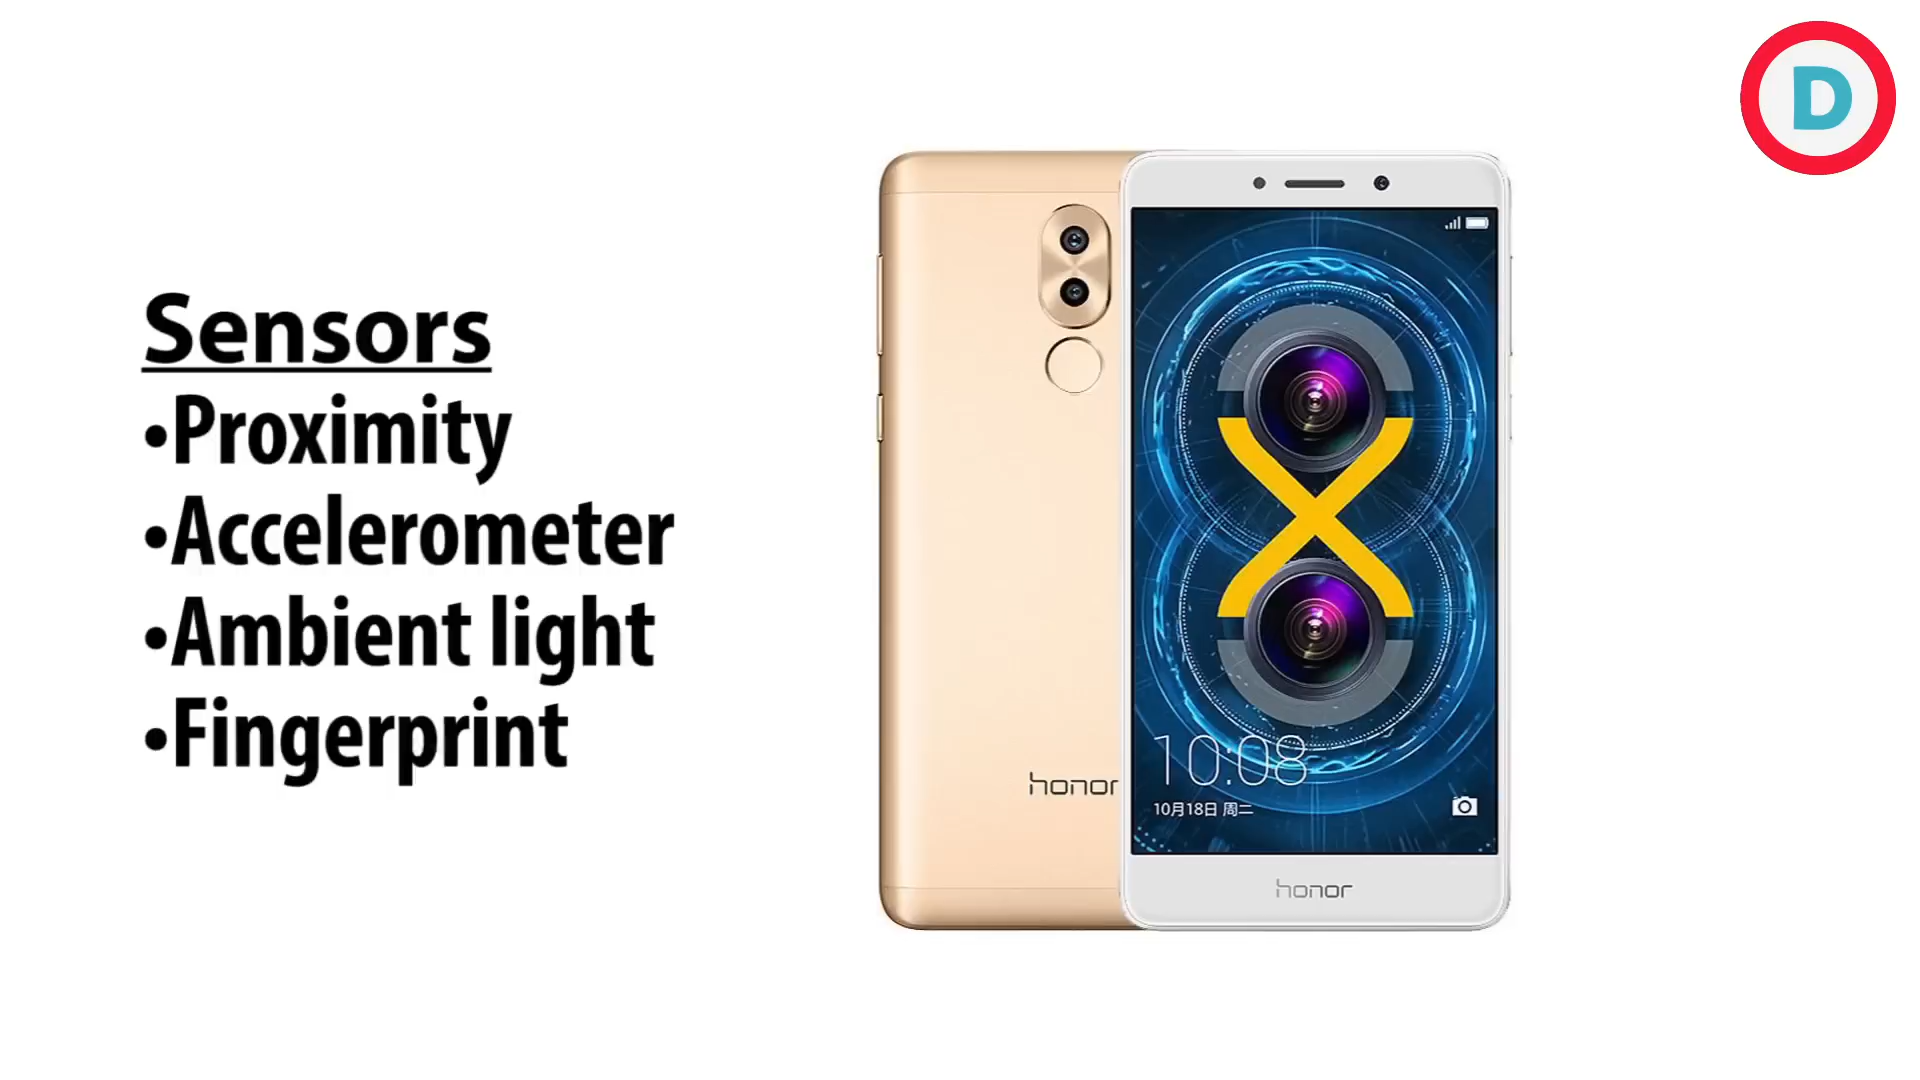 D
Sensors
•Proximity
•Accelerometer
•Ambient light
•Fingerprint
honor
10:08
10月18日 周二
honor